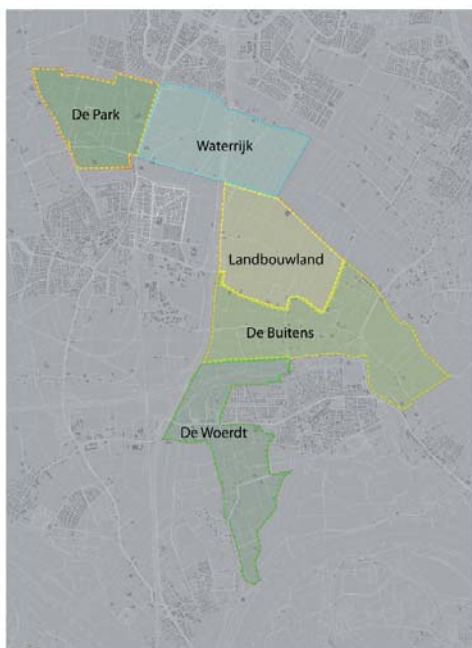 De Park
Waterrijk
Landbouwland
De Buitens
De Woerdt